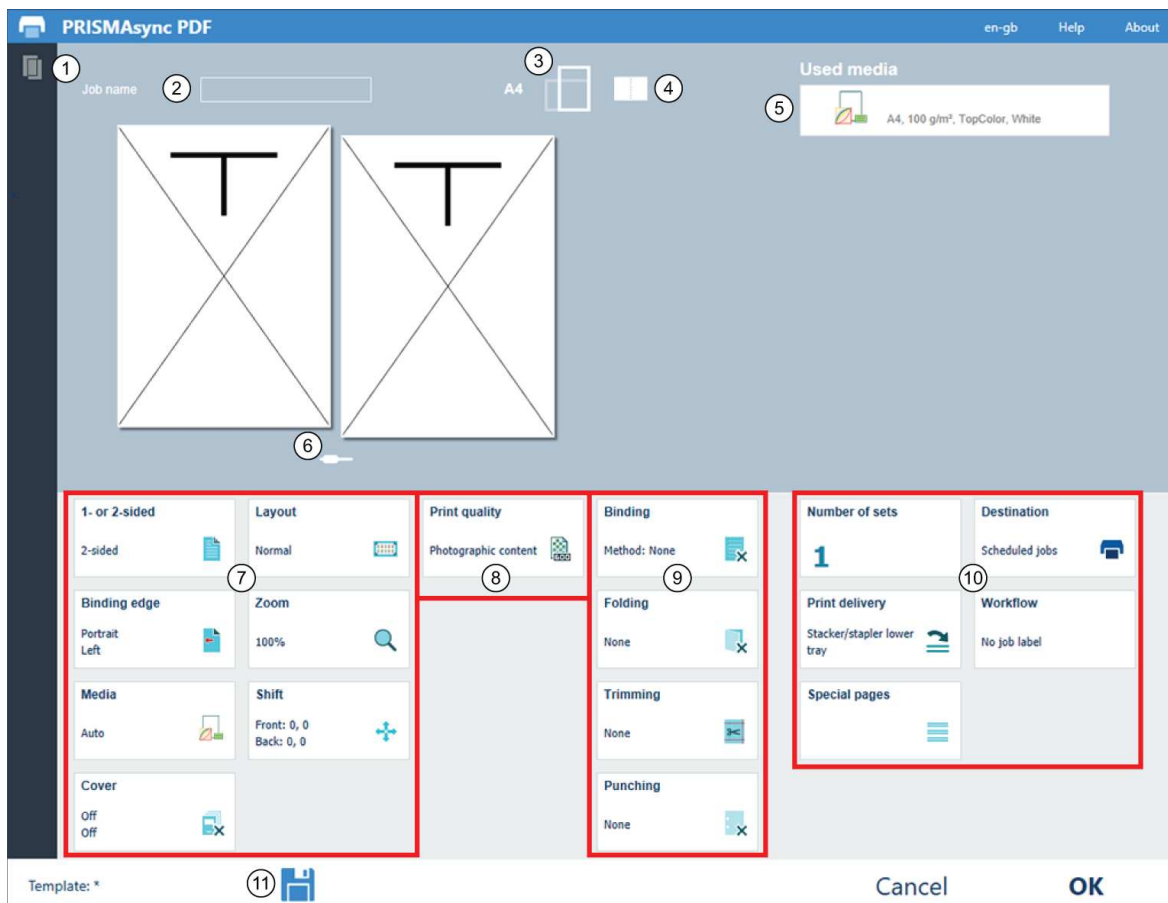 PRISMAsync PDF
en-gb Help About
1
Job name
2
A4
3
4
Used media
5
A4, 100 g/m², TopColor, White
T
T
6
1- or 2-sided
2-sided
Layout
Normal
7
Binding edge
Portrait
Left
Zoom
100%
Media
Auto
Shift
Front: 0, 0
Back: 0, 0
Cover
Off
Off
Print quality
Photographic content
600
8
Binding
Method: None
9
Folding
None
Trimming
None
Punching
None
Number of sets
1
Destination
Scheduled jobs
10
Print delivery
Stacker/stapler lower
tray
Workflow
No job label
Special pages
Template: *
11
Cancel
OK